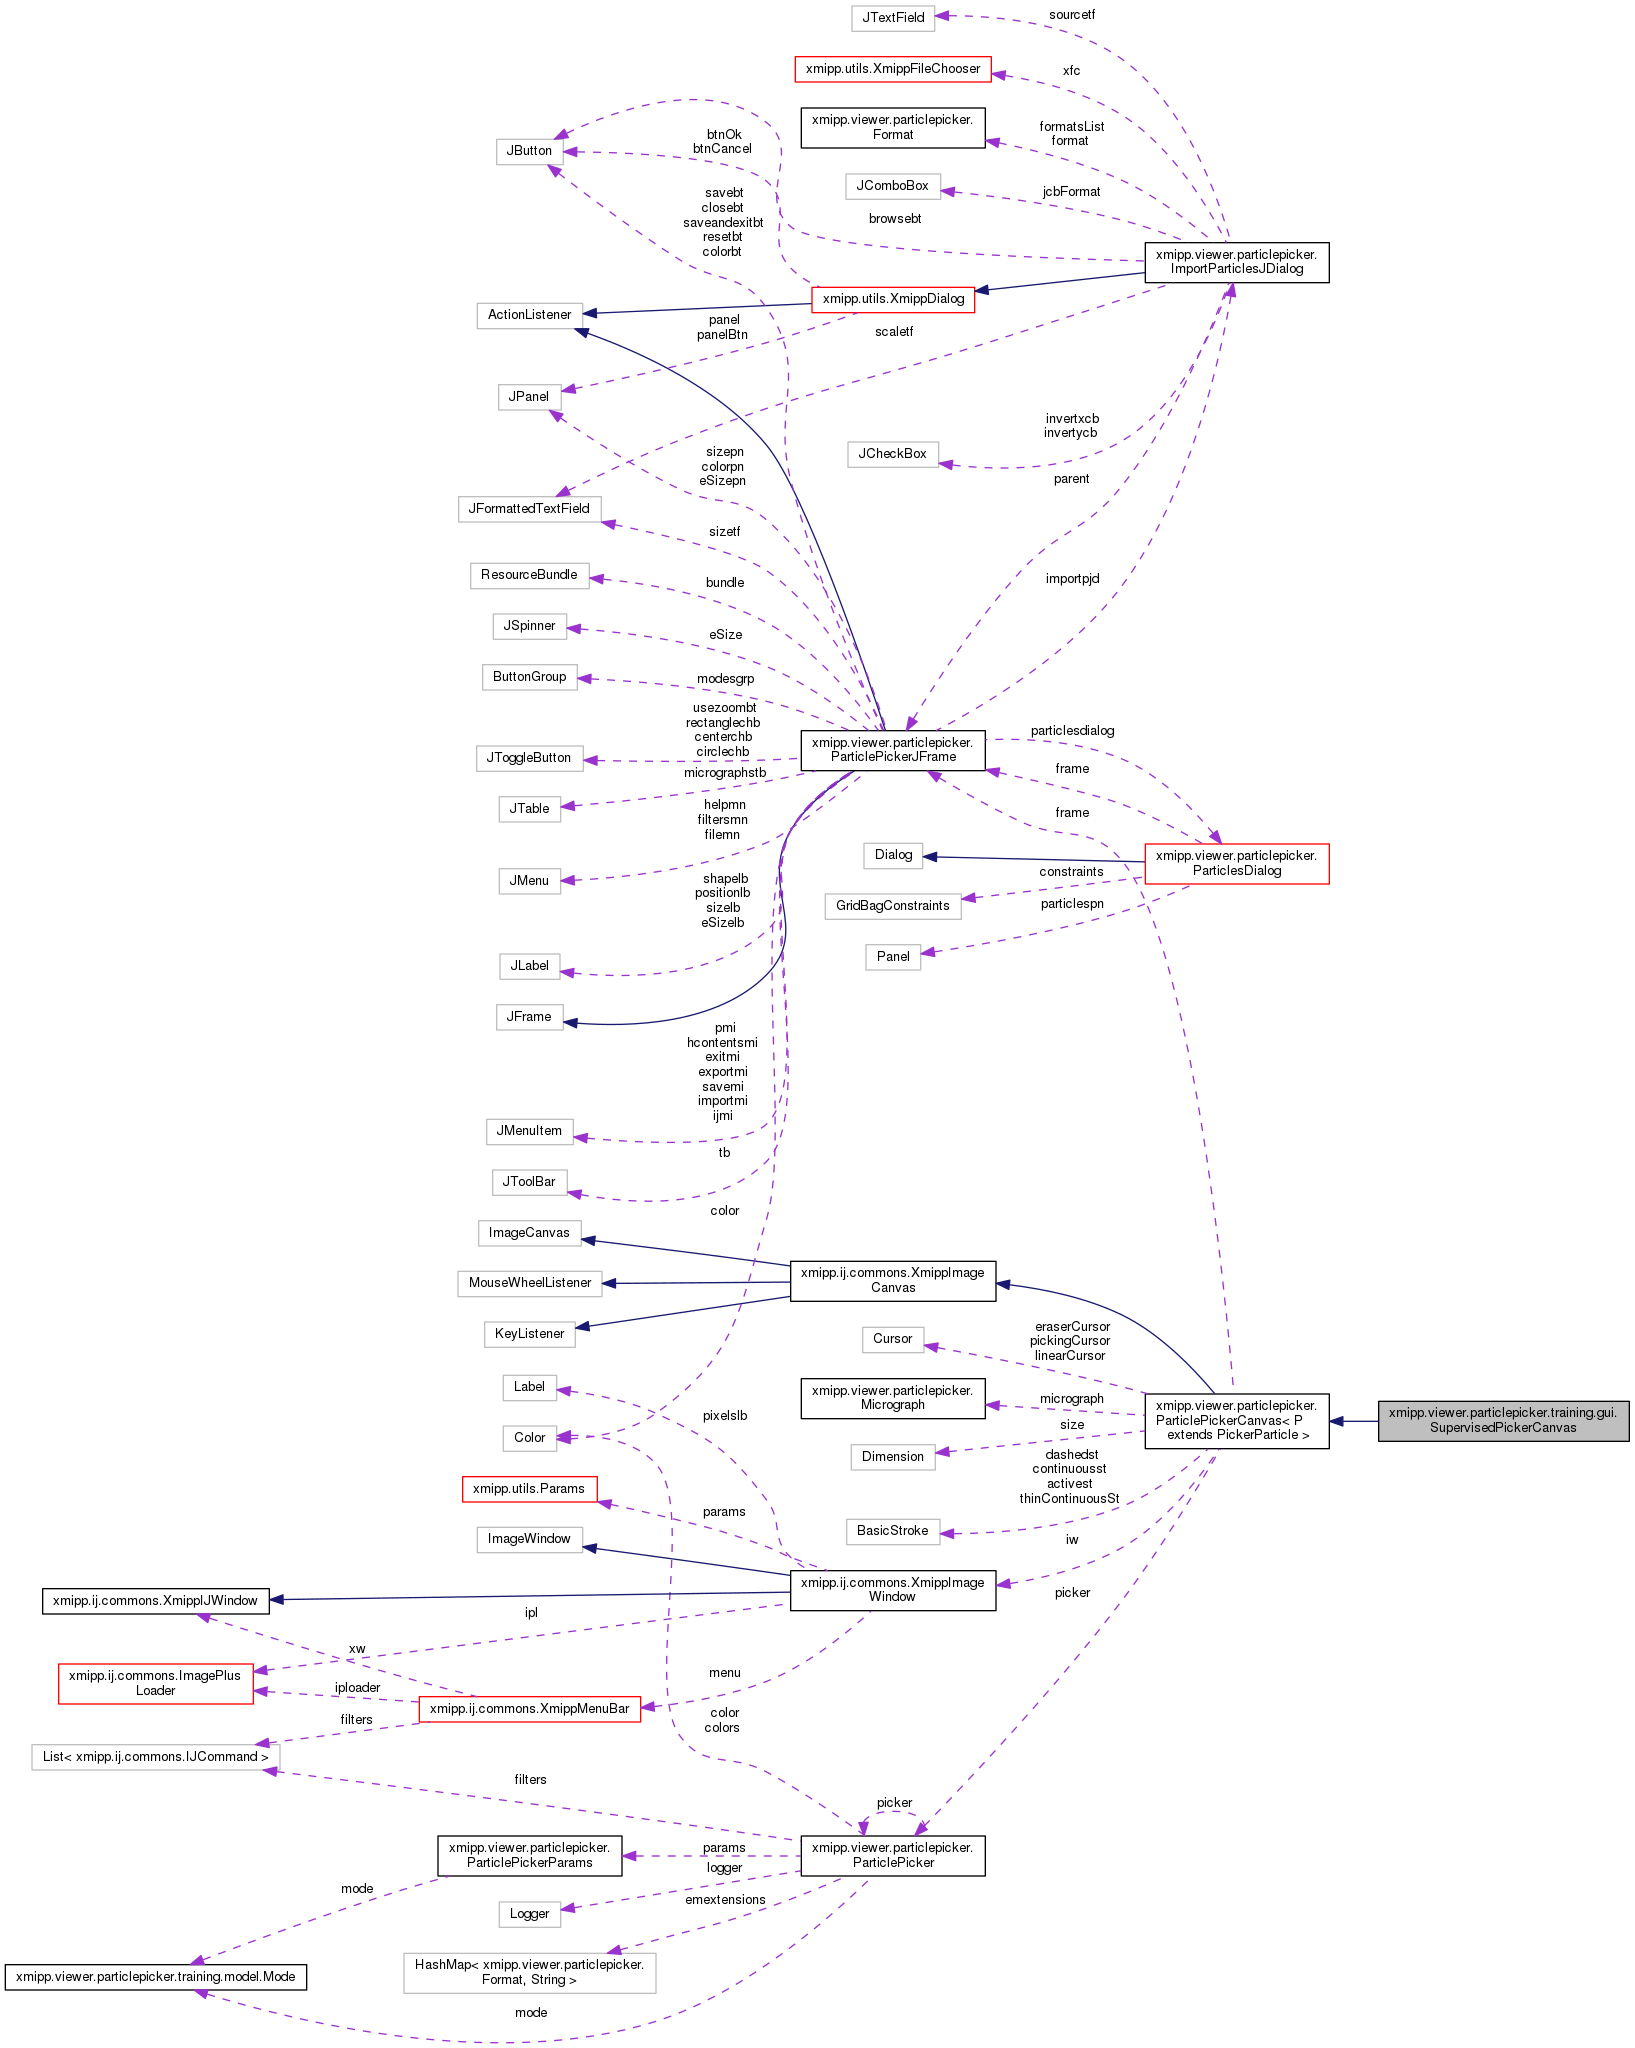 JTextField
sourcetf
xmipp.utils.XmippFileChooser
xfc
xmipp.viewer.particlepicker.
Format
formatsList
format
JButton
btnOk
btnCancel
JComboBox
jcbFormat
savebt
closebt
saveandexitbt
resetbt
colorbt
browsebt
xmipp.viewer.particlepicker.
ImportParticlesJDialog
xmipp.utils.XmippDialog
ActionListener
panel
panelBtn
scaletf
JPanel
invertxcb
invertycb
JCheckBox
sizepn
colorpn
eSizepn
parent
JFormattedTextField
sizetf
ResourceBundle
bundle
importpjd
JSpinner
eSize
ButtonGroup
modesgrp
usezoombt
rectanglechb
centerchb
circlechb
xmipp.viewer.particlepicker.
ParticlePickerJFrame
particlesdialog
JToggleButton
micrographstb
frame
JTable
helpmn
filtersmn
filemn
frame
Dialog
xmipp.viewer.particlepicker.
ParticlesDialog
constraints
JMenu
shapelb
positionlb
sizelb
eSizelb
GridBagConstraints
particlespn
Panel
JLabel
JFrame
pmi
hcontentsmi
exitmi
exportmi
savemi
importmi
ijmi
JMenuItem
tb
JToolBar
color
ImageCanvas
MouseWheelListener
xmipp.ij.commons.XmippImage
Canvas
KeyListener
Cursor
eraserCursor
pickingCursor
linearCursor
Label
xmipp.viewer.particlepicker.
Micrograph
micrograph
xmipp.viewer.particlepicker.
ParticlePickerCanvas< P
extends PickerParticle >
xmipp.viewer.particlepicker.training.gui.
SupervisedPickerCanvas
pixelslb
size
Color
Dimension
dashedst
continuousst
activest
thinContinuousSt
xmipp.utils.Params
params
BasicStroke
ImageWindow
iw
xmipp.ij.commons.XmippImage
Window
xmipp.ij.commons.XmippIJWindow
ipl
picker
xw
xmipp.ij.commons.ImagePlus
Loader
iploader
menu
xmipp.ij.commons.XmippMenuBar
filters
color
colors
List< xmipp.ij.commons.IJCommand >
filters
picker
xmipp.viewer.particlepicker.
ParticlePickerParams
params
xmipp.viewer.particlepicker.
ParticlePicker
logger
mode
Logger
emextensions
HashMap< xmipp.viewer.particlepicker.
Format, String >
xmipp.viewer.particlepicker.training.model.Mode
mode